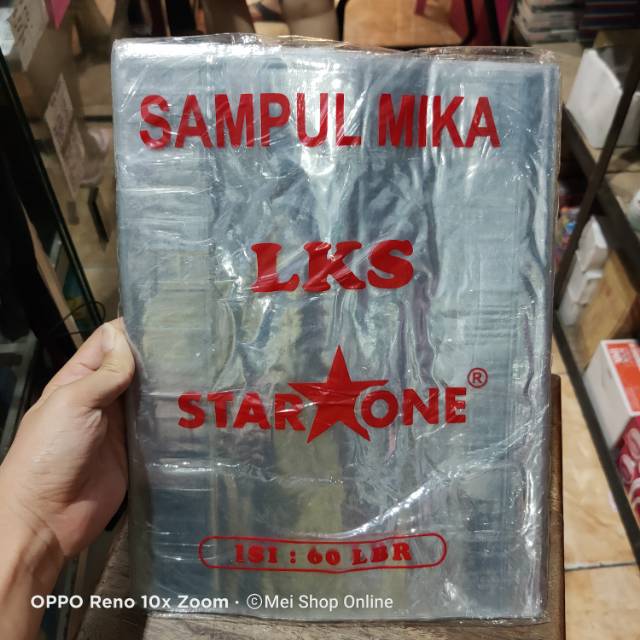 SAMPUL MIKA
LKS
STAR ONE ®
ISI : 60 LBR
OPPO Reno 10x Zoom · ©Mei Shop Online